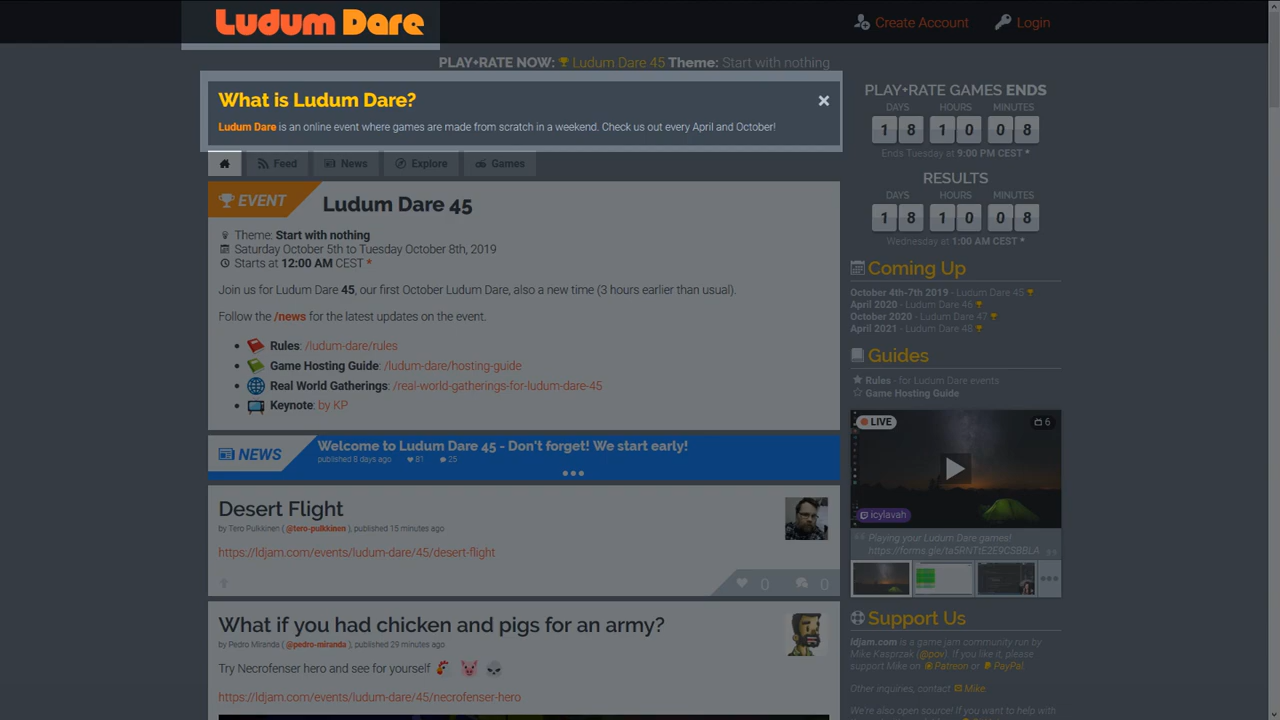 Ludum Dare
Create Account
Login
PLAY+RATE NOW: Ludum Dare 45 Theme: Start with nothing
What is Ludum Dare?
Ludum Dare is an online event where games are made from scratch in a weekend. Check us out every April and October!
Feed
News
Explore
Games
EVENT
Ludum Dare 45
Theme: Start with nothing
Saturday October 5th to Tuesday October 8th, 2019
Starts at 12:00 AM CEST *
Join us for Ludum Dare 45, our first October Ludum Dare, also a new time (3 hours earlier than usual).
Follow the /news for the latest updates on the event.
Rules: /ludum-dare/rules
Game Hosting Guide: /ludum-dare/hosting-guide
Real World Gatherings: /real-world-gatherings-for-ludum-dare-45
Keynote: by KP
NEWS
Welcome to Ludum Dare 45 - Don't forget! We start early!
published 8 days ago 81 25
Desert Flight
by Tero Pulkkinen ( @tero-pulkkinen ), published 15 minutes ago
https://ldjam.com/events/ludum-dare/45/desert-flight
0 0
What if you had chicken and pigs for an army?
by Pedro Miranda ( @pedro-miranda ), published 29 minutes ago
Try Necrofenser hero and see for yourself
https://ldjam.com/events/ludum-dare/45/necrofenser-hero
PLAY+RATE GAMES ENDS
DAYS HOURS MINUTES
1 8 1 0 0 8
Ends Tuesday at 9:00 PM CEST *
RESULTS
DAYS HOURS MINUTES
1 8 1 0 0 8
Wednesday at 1:00 AM CEST *
Coming Up
October 4th-7th 2019 - Ludum Dare 45
April 2020 - Ludum Dare 46
October 2020 - Ludum Dare 47
April 2021 - Ludum Dare 48
Guides
Rules - for Ludum Dare events
Game Hosting Guide
LIVE
6
icylavah
Playing your Ludum Dare games!
Support Us
ldjam.com is a game jam community run by
Mike Kasprzak (@pov). If you like it, please
support Mike on Patreon or PayPal
Other inquiries, contact Mike
We're also open source! If you want to help with